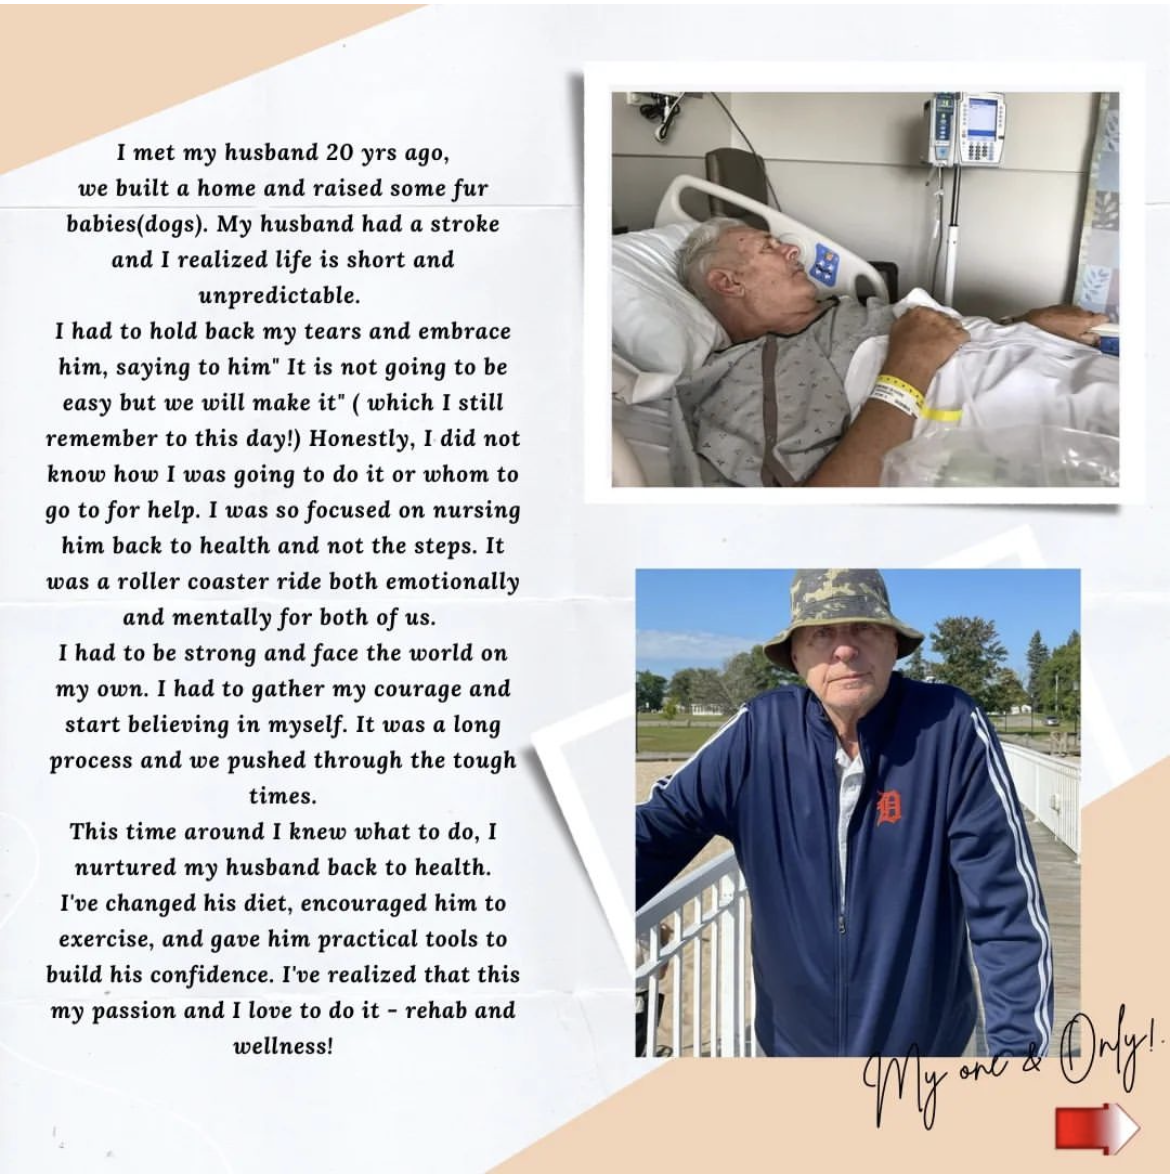 I met my husband 20 yrs ago,
we built a home and raised some fur
babies(dogs). My husband had a stroke
and I realized life is short and
unpredictable.
I had to hold back my tears and embrace
him, saying to him" It is not going to be
easy but we will make it" ( which I still
remember to this day!) Honestly, I did not
know how I was going to do it or whom to
go to for help. I was so focused on nursing
him back to health and not the steps. It
was a roller coaster ride both emotionally
and mentally for both of us.
I had to be strong and face the world on
my own. I had to gather my courage and
start believing in myself. It was a long
process and we pushed through the tough
times.
This time around I knew what to do, I
nurtured my husband back to health.
I've changed his diet, encouraged him to
exercise, and gave him practical tools to
build his confidence. I've realized that this
my passion and I love to do it - rehab and
wellness!
D
My one & Only!.